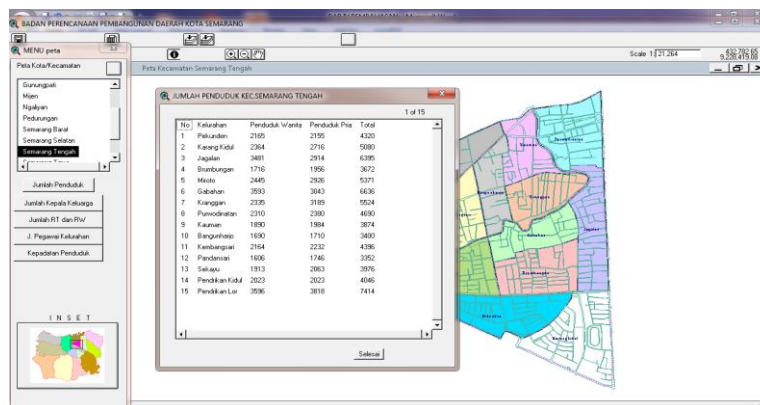 BADAN PERENCANAAN PEMBANGUNAN DAERAH KOTA SEMARANG
Scale 1: 21,264
432,782.65
9,228,419.08
MENU peta
Peta Kota/Kecamatan
Peta Kecamatan Semarang Tengah
Gunungpati
Mijen
Ngaliyan
Pedurungan
Semarang Barat
Semarang Selatan
Semarang Tengah
Jumlah Penduduk
Jumlah Kepala Keluarga
Jumlah RT dan RW
J. Pegawai Kelurahan
Kepadatan Penduduk
I N S E T
JUMLAH PENDUDUK KEC.SEMARANG TENGAH
1 of 15
No Kelurahan Penduduk Wanita Penduduk Pria Total
1 Pekunden 2165 2155 4320
2 Karang Kidul 2364 2716 5080
3 Jagalan 3481 2914 6395
4 Brumbungan 1716 1956 3672
5 Miroto 2445 2926 5371
6 Gabahan 3593 3043 6636
7 Kranggan 2335 3189 5524
8 Purwodinatan 2310 2380 4690
9 Kauman 1890 1984 3874
10 Bangunharjo 1690 1710 3400
11 Kembangsari 2164 2232 4396
12 Pandansari 1606 1746 3352
13 Sekayu 1913 2063 3976
14 Pendrikan Kidul 2023 2023 4046
15 Pendrikan Lor 3596 3818 7414
Selesai